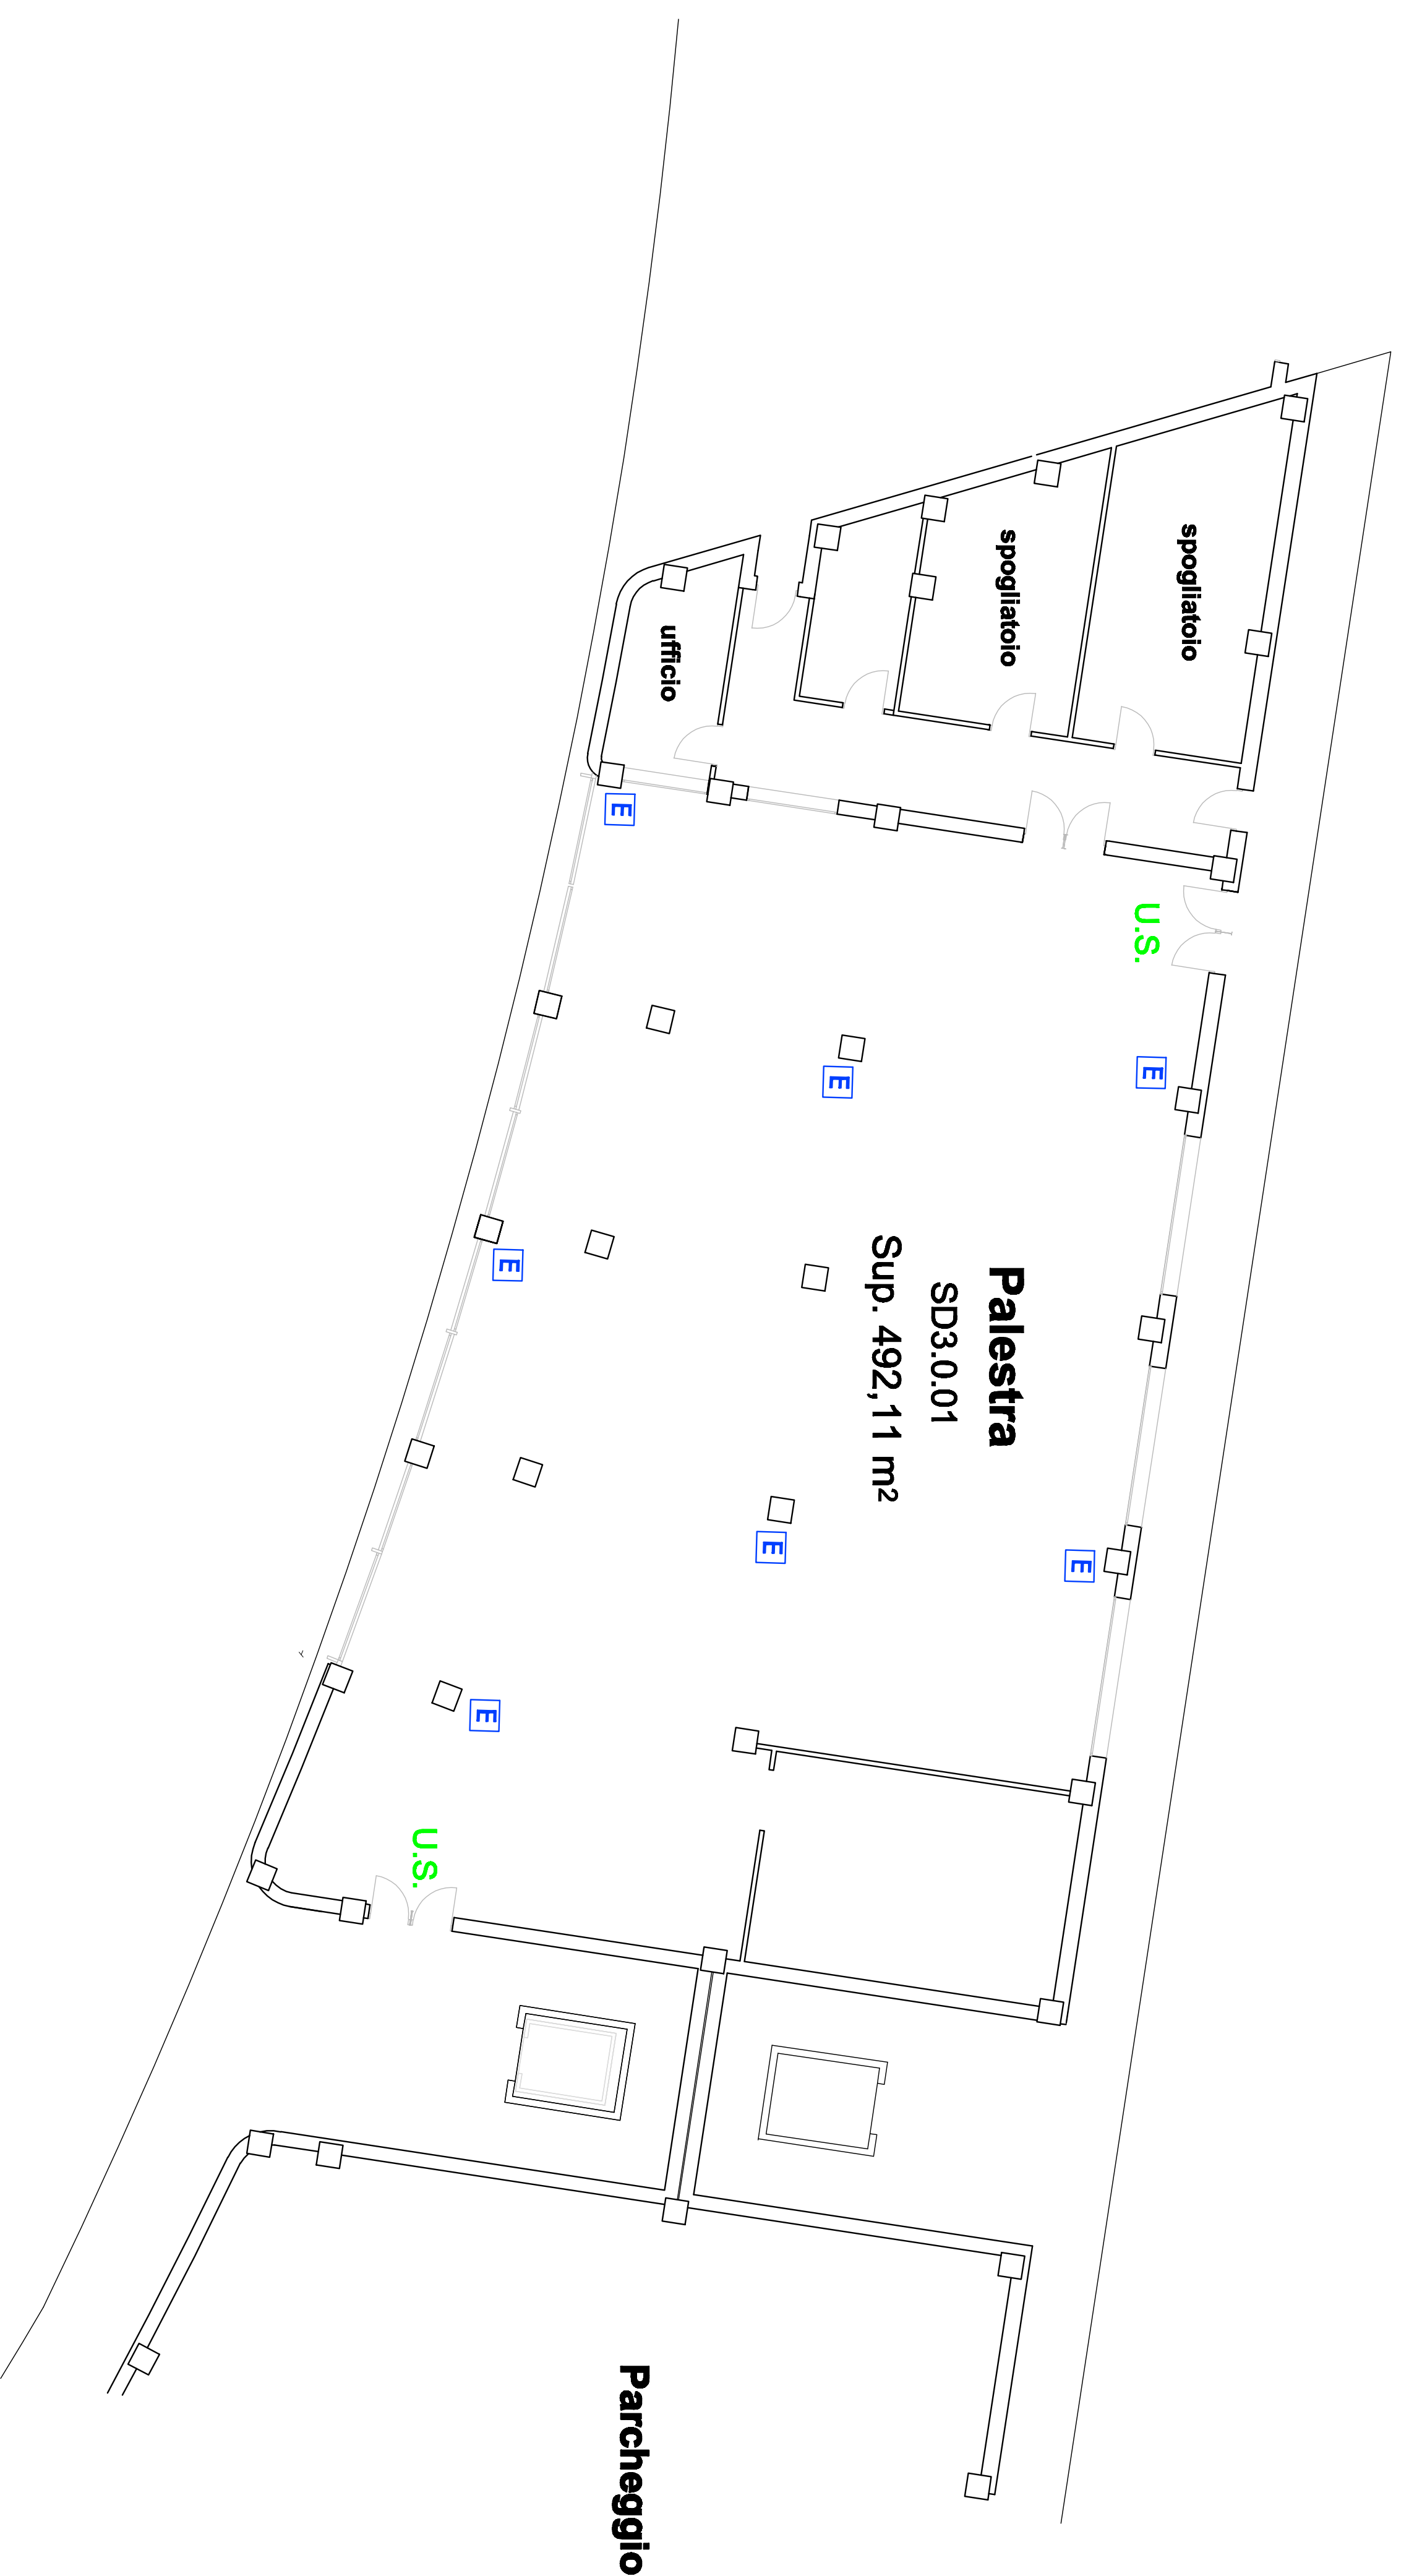 spogliatoio
spogliatoio
ufficio
E
U.S.
E
E
Palestra
SD3.0.01
Sup. 492,11 m²
E
E
E
E
U.S.
Parcheggio